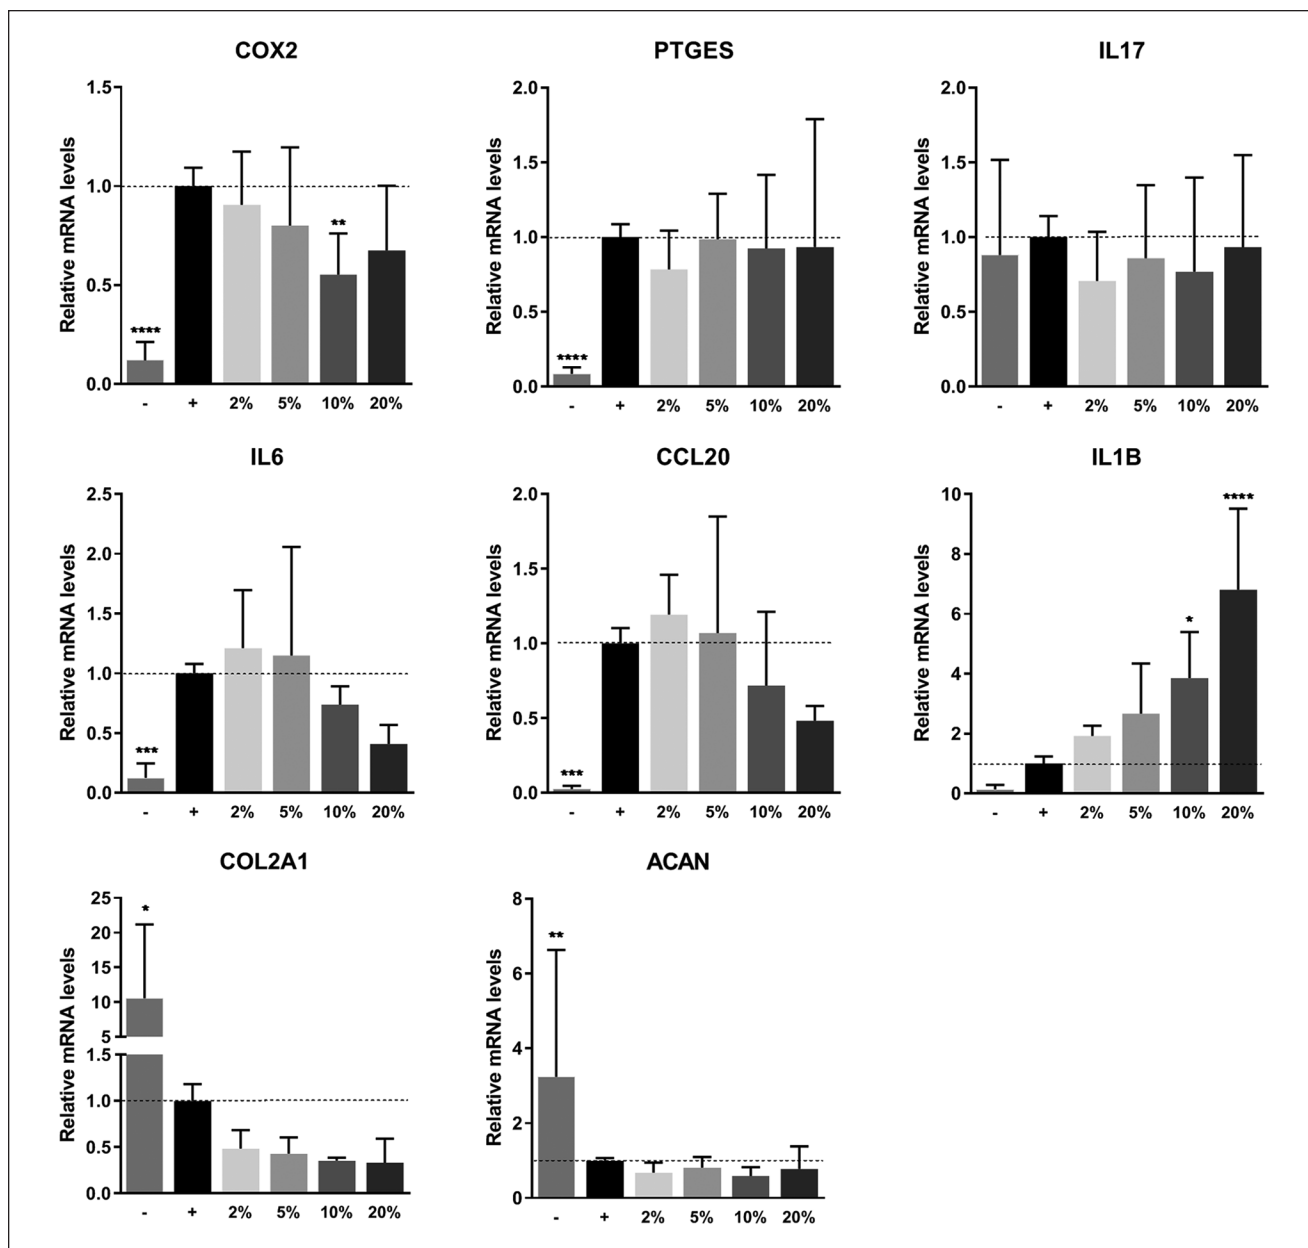 COX2
Relative mRNA levels
1.5
1.0
0.5
0.0
****
**
- + 2% 5% 10% 20%
PTGES
Relative mRNA levels
2.0
1.5
1.0
0.5
0.0
****
- + 2% 5% 10% 20%
IL17
Relative mRNA levels
2.0
1.5
1.0
0.5
0.0
- + 2% 5% 10% 20%
IL6
Relative mRNA levels
2.5
2.0
1.5
1.0
0.5
0.0
***
- + 2% 5% 10% 20%
CCL20
Relative mRNA levels
2.0
1.5
1.0
0.5
0.0
***
- + 2% 5% 10% 20%
IL1B
Relative mRNA levels
10
8
6
4
2
0
****
*
- + 2% 5% 10% 20%
COL2A1
Relative mRNA levels
25
20
15
10
5
1.5
1.0
0.5
0.0
*
- + 2% 5% 10% 20%
ACAN
Relative mRNA levels
8
6
4
2
0
**
- + 2% 5% 10% 20%